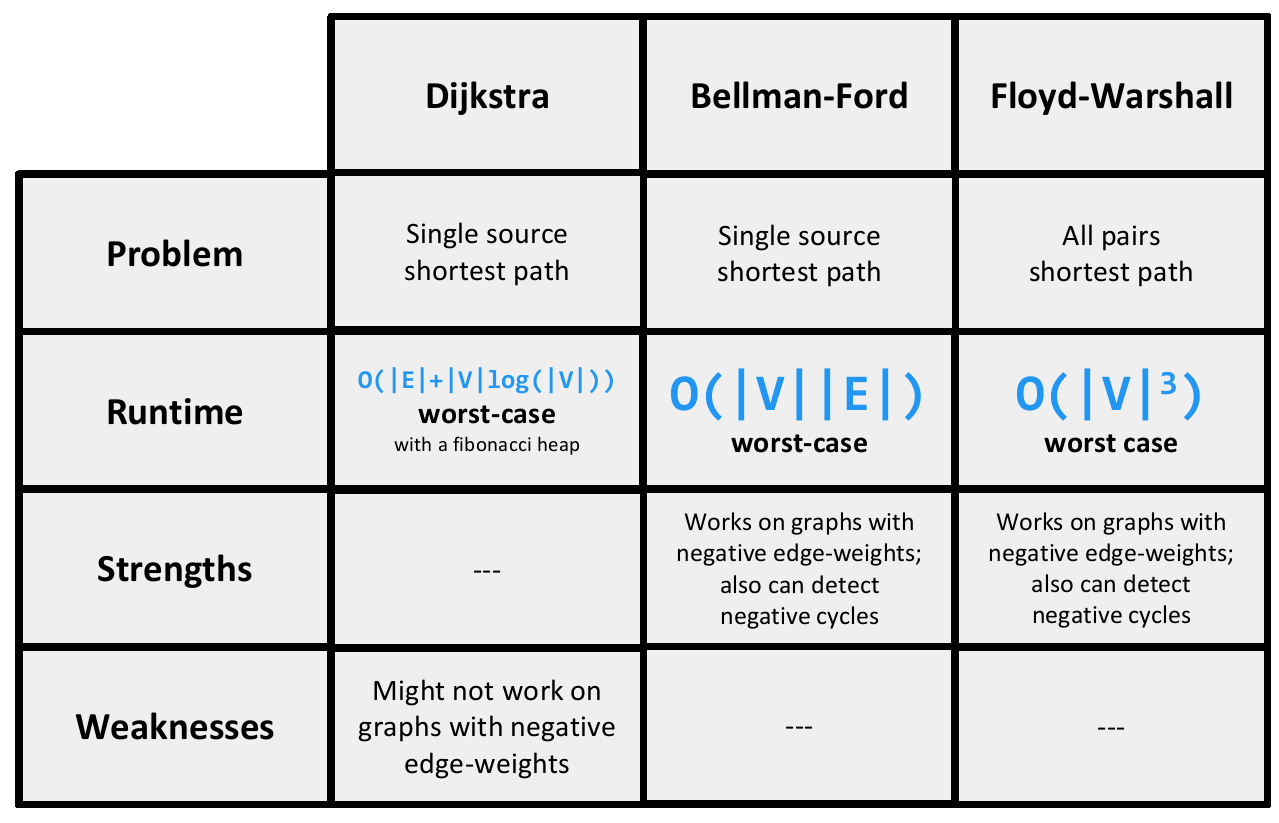 Dijkstra
Bellman-Ford
Floyd-Warshall
Problem
Single source
shortest path
Single source
shortest path
All pairs
shortest path
Runtime
O(|E|+|V|log(|V|))
worst-case
with a fibonacci heap
O(|V||E|)
worst-case
O(|V|³)
worst case
Strengths
---
Works on graphs with
negative edge-weights;
also can detect
negative cycles
Works on graphs with
negative edge-weights;
also can detect
negative cycles
Weaknesses
Might not work on
graphs with negative
edge-weights
---
---